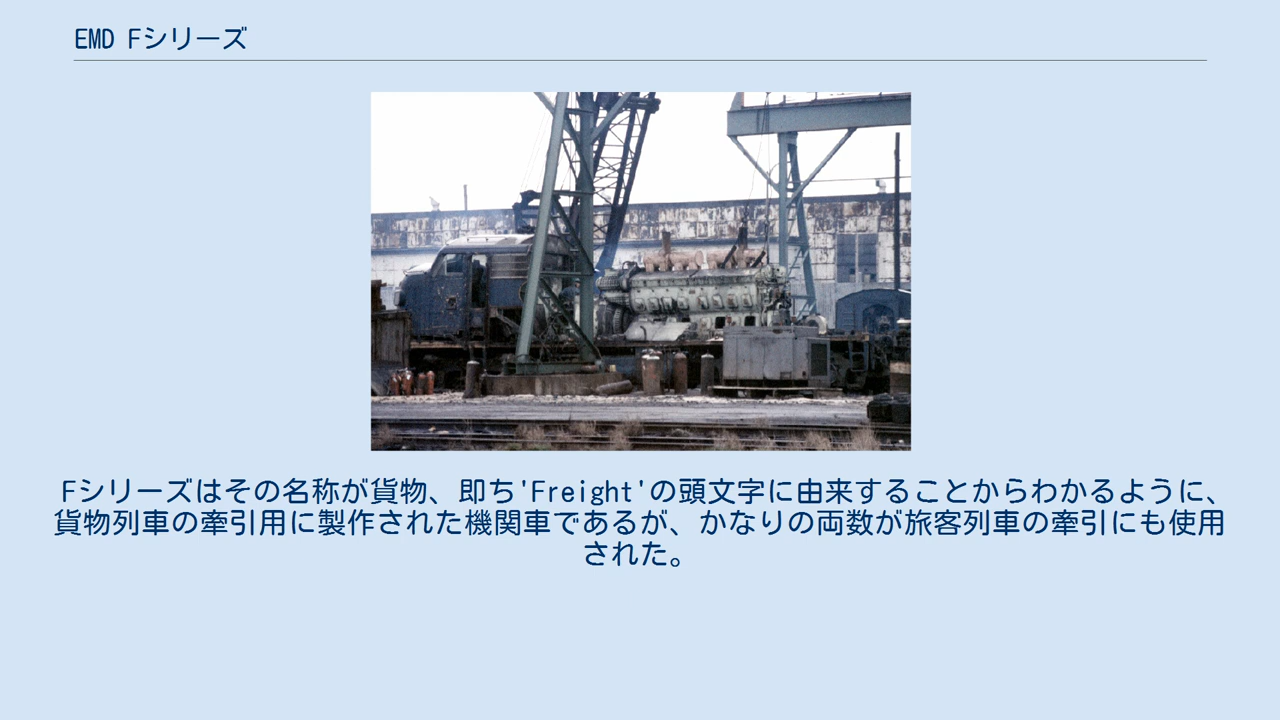 EMD Fシリーズ
Fシリーズはその名称が貨物、即ち'Freight'の頭文字に由来することからわかるように、
貨物列車の牽引用に製作された機関車であるが、かなりの両数が旅客列車の牽引にも使用
された。